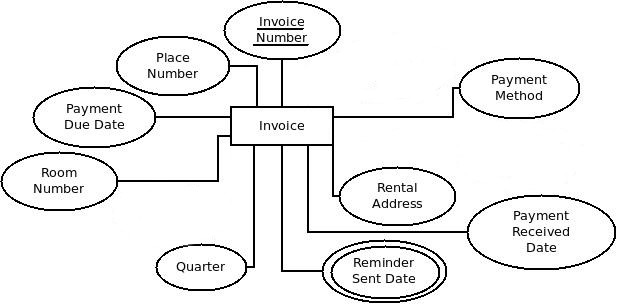 Invoice
Number
Place
Number
Payment
Method
Payment
Due Date
Invoice
Room
Number
Rental
Address
Payment
Received
Date
Quarter
Reminder
Sent Date